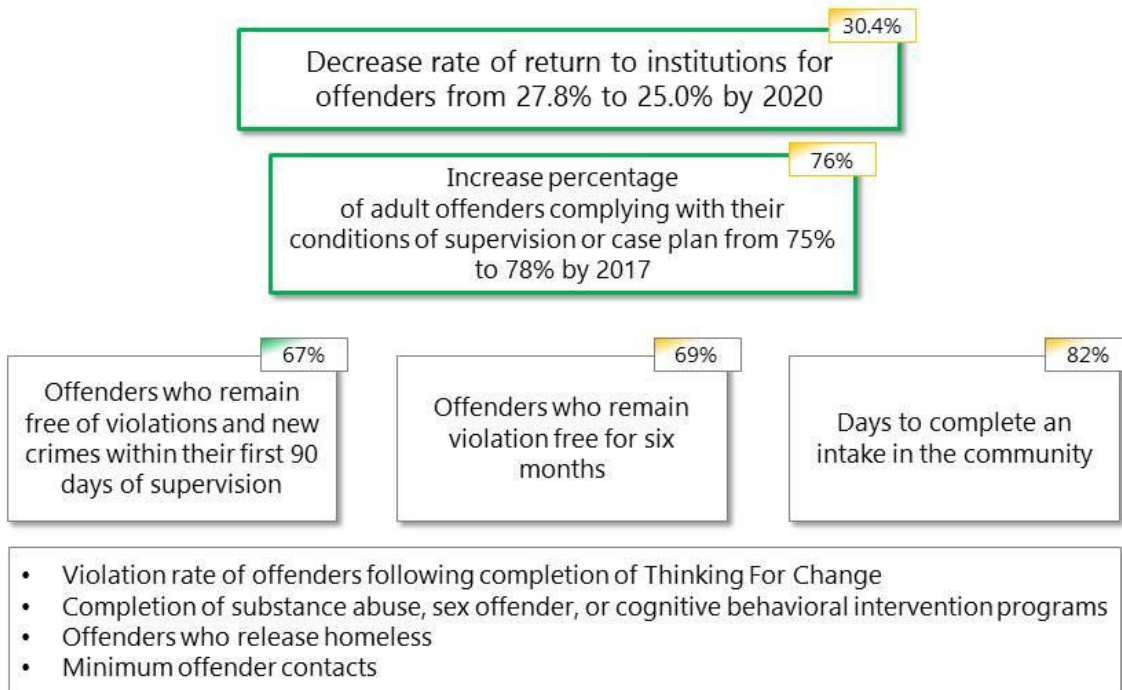 30.4%
Decrease rate of return to institutions for
offenders from 27.8% to 25.0% by 2020
76%
Increase percentage
of adult offenders complying with their
conditions of supervision or case plan from 75%
to 78% by 2017
67%
Offenders who remain
free of violations and new
crimes within their first 90
days of supervision
69%
Offenders who remain
violation free for six
months
82%
Days to complete an
intake in the community
• Violation rate of offenders following completion of Thinking For Change
• Completion of substance abuse, sex offender, or cognitive behavioral intervention programs
• Offenders who release homeless
• Minimum offender contacts